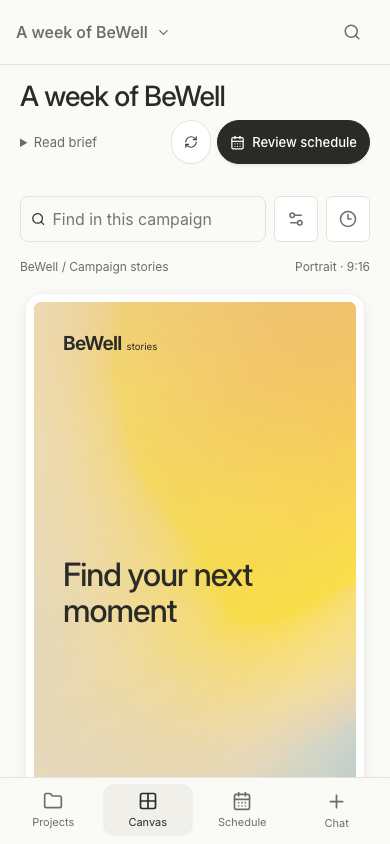 A week of BeWell
A week of BeWell
Read brief
Review schedule
Find in this campaign
BeWell / Campaign stories
Portrait · 9:16
BeWell stories
Find your next
moment
Projects
Canvas
Schedule
Chat